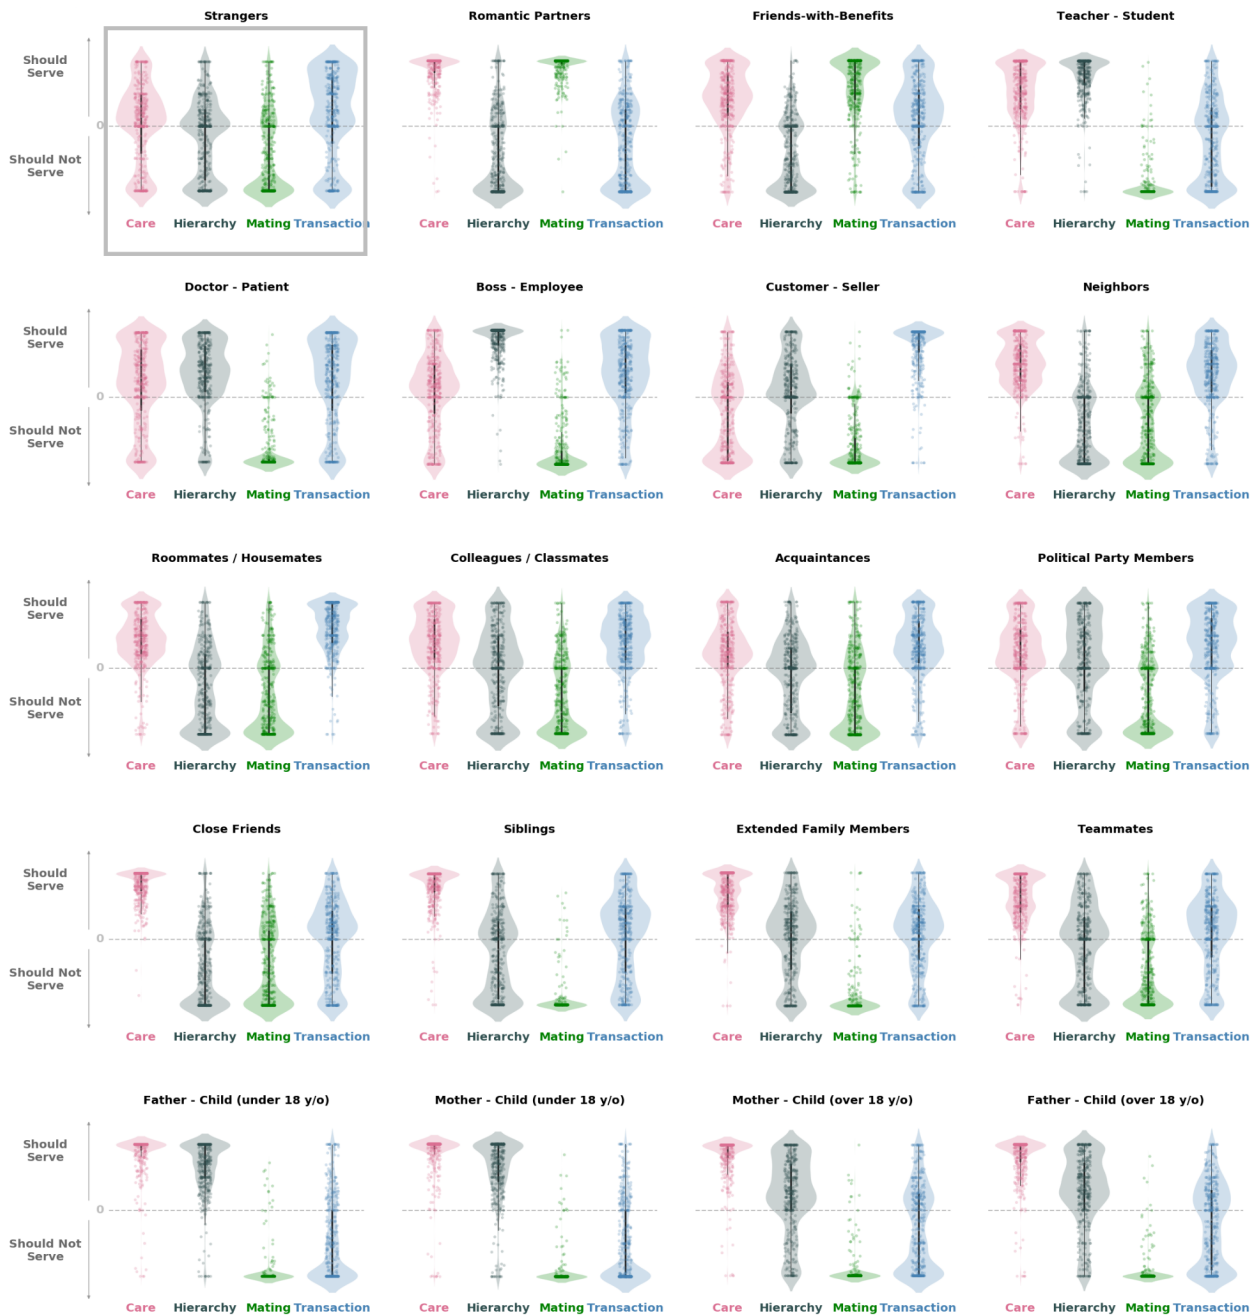 Strangers
Romantic Partners
Friends-with-Benefits
Teacher - Student
Should
Serve
0
Should Not
Serve
Care Hierarchy Mating Transaction
Care Hierarchy Mating Transaction
Care Hierarchy Mating Transaction
Care Hierarchy Mating Transaction
Doctor - Patient
Boss - Employee
Customer - Seller
Neighbors
Should
Serve
0
Should Not
Serve
Care Hierarchy Mating Transaction
Care Hierarchy Mating Transaction
Care Hierarchy Mating Transaction
Care Hierarchy Mating Transaction
Roommates / Housemates
Colleagues / Classmates
Acquaintances
Political Party Members
Should
Serve
0
Should Not
Serve
Care Hierarchy Mating Transaction
Care Hierarchy Mating Transaction
Care Hierarchy Mating Transaction
Care Hierarchy Mating Transaction
Close Friends
Siblings
Extended Family Members
Teammates
Should
Serve
0
Should Not
Serve
Care Hierarchy Mating Transaction
Care Hierarchy Mating Transaction
Care Hierarchy Mating Transaction
Care Hierarchy Mating Transaction
Father - Child (under 18 y/o)
Mother - Child (under 18 y/o)
Mother - Child (over 18 y/o)
Father - Child (over 18 y/o)
Should
Serve
0
Should Not
Serve
Care Hierarchy Mating Transaction
Care Hierarchy Mating Transaction
Care Hierarchy Mating Transaction
Care Hierarchy Mating Transaction